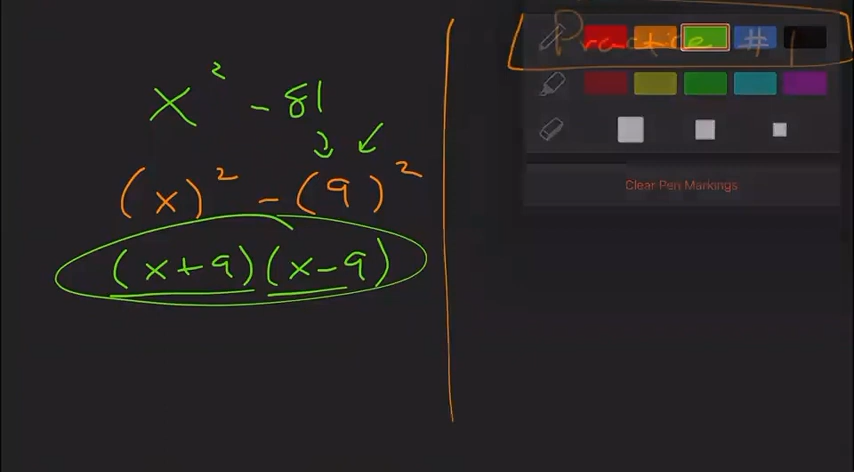 x² - 81
(x)² - (9)²
(x+9)(x-9)
Practice #1
Clear Pen Markings